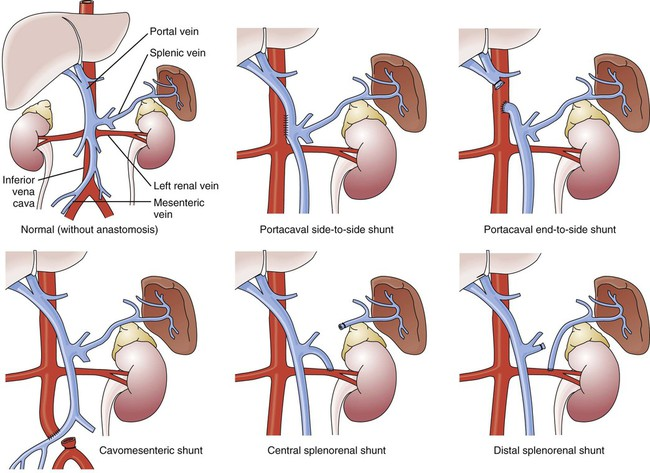 Portal vein
Splenic vein
Inferior
vena
cava
Left renal vein
Mesenteric
vein
Normal (without anastomosis)
Portacaval side-to-side shunt
Portacaval end-to-side shunt
Cavomesenteric shunt
Central splenorenal shunt
Distal splenorenal shunt